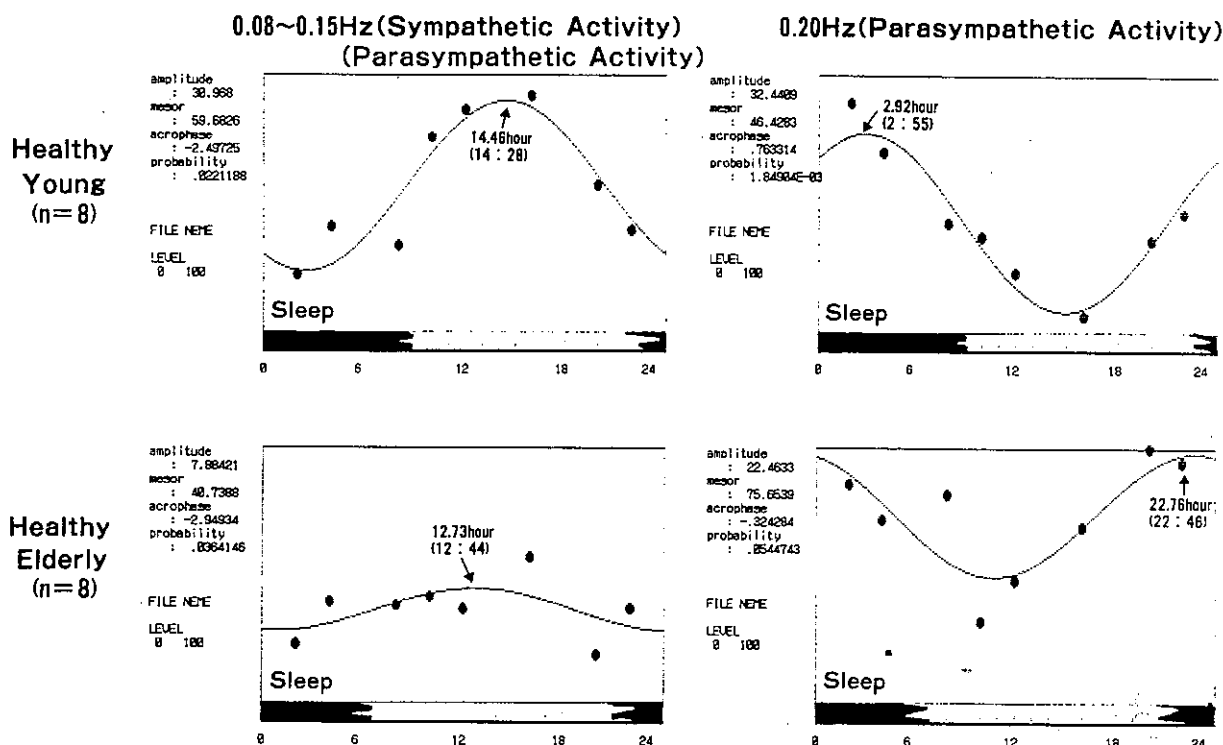 0.08~0.15Hz(Sympathetic Activity)
(Parasympathetic Activity)
0.20Hz(Parasympathetic Activity)
Healthy
Young
(n=8)
amplitude
: 30.968
mesor
: 59.6826
acrophase
:-2.49725
probability
: .0221188
FILE NEME
LEVEL
0 100
14.46hour
(14:28)
Sleep
0 6 12 18 24
amplitude
: 32.4409
mesor
: 46.4283
acrophase
: .763314
probability
: 1.84904E-03
FILE NEME
LEVEL
0 100
2.92hour
(2:55)
Sleep
0 6 12 18 24
Healthy
Elderly
(n=8)
amplitude
: 7.88421
mesor
: 40.7388
acrophase
:-2.94934
probability
: .0364146
FILE NEME
LEVEL
0 100
12.73hour
(12:44)
Sleep
0 6 12 18 24
amplitude
: 22.4633
mesor
: 75.6539
acrophase
:-.324284
probability
: .0544743
FILE NEME
LEVEL
0 100
22.76hour
(22:46)
Sleep
0 6 12 18 24